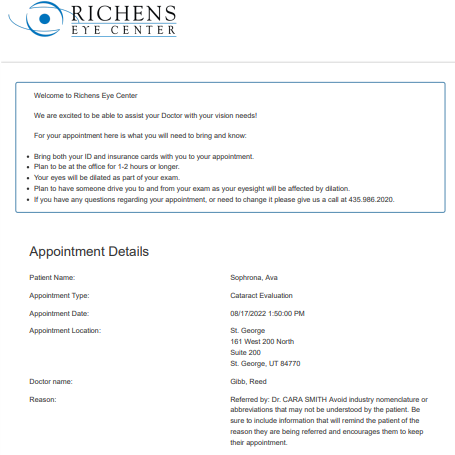 RICHENS
EYE CENTER
Welcome to Richens Eye Center
We are excited to be able to assist your Doctor with your vision needs!
For your appointment here is what you will need to bring and know:
• Bring both your ID and insurance cards with you to your appointment.
• Plan to be at the office for 1-2 hours or longer.
• Your eyes will be dilated as part of your exam.
• Plan to have someone drive you to and from your exam as your eyesight will be affected by dilation.
• If you have any questions regarding your appointment, or need to change it please give us a call at 435.986.2020.
Appointment Details
Patient Name: Sophrona, Ava
Appointment Type: Cataract Evaluation
Appointment Date: 08/17/2022 1:50:00 PM
Appointment Location: St. George
161 West 200 North
Suite 200
St. George, UT 84770
Doctor name: Gibb, Reed
Reason: Referred by: Dr. CARA SMITH Avoid industry nomenclature or
abbreviations that may not be understood by the patient. Be
sure to include information that will remind the patient of the
reason they are being referred and encourages them to keep
their appointment.